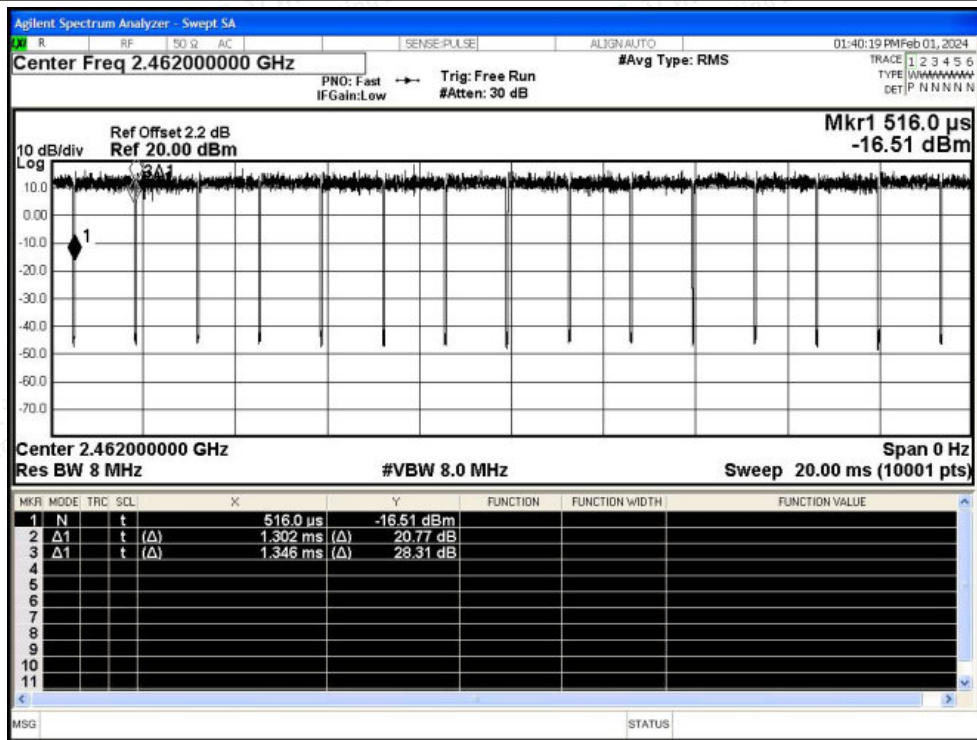 Agilent Spectrum Analyzer - Swept SA
LXI R RF 50 Ω AC SENSE:PULSE ALIGN AUTO 01:40:19 PM Feb 01, 2024
Center Freq 2.462000000 GHz #Avg Type: RMS TRACE 1 2 3 4 5 6
PNO: Fast Trig: Free Run TYPE WWWWWW
IFGain:Low #Atten: 30 dB DET P N N N N N
Mkr1 516.0 µs
Ref Offset 2.2 dB
10 dB/div Ref 20.00 dBm -16.51 dBm
Log
10.0
0.00
-10.0
-20.0
-30.0
-40.0
-50.0
-60.0
-70.0
3Δ1
1
Center 2.462000000 GHz Span 0 Hz
Res BW 8 MHz #VBW 8.0 MHz Sweep 20.00 ms (10001 pts)
MKR MODE TRC SCL X Y FUNCTION FUNCTION WIDTH FUNCTION VALUE
1 N t 516.0 µs -16.51 dBm
2 Δ1 t (Δ) 1.302 ms (Δ) 20.77 dB
3 Δ1 t (Δ) 1.346 ms (Δ) 28.31 dB
4
5
6
7
8
9
10
11
MSG STATUS